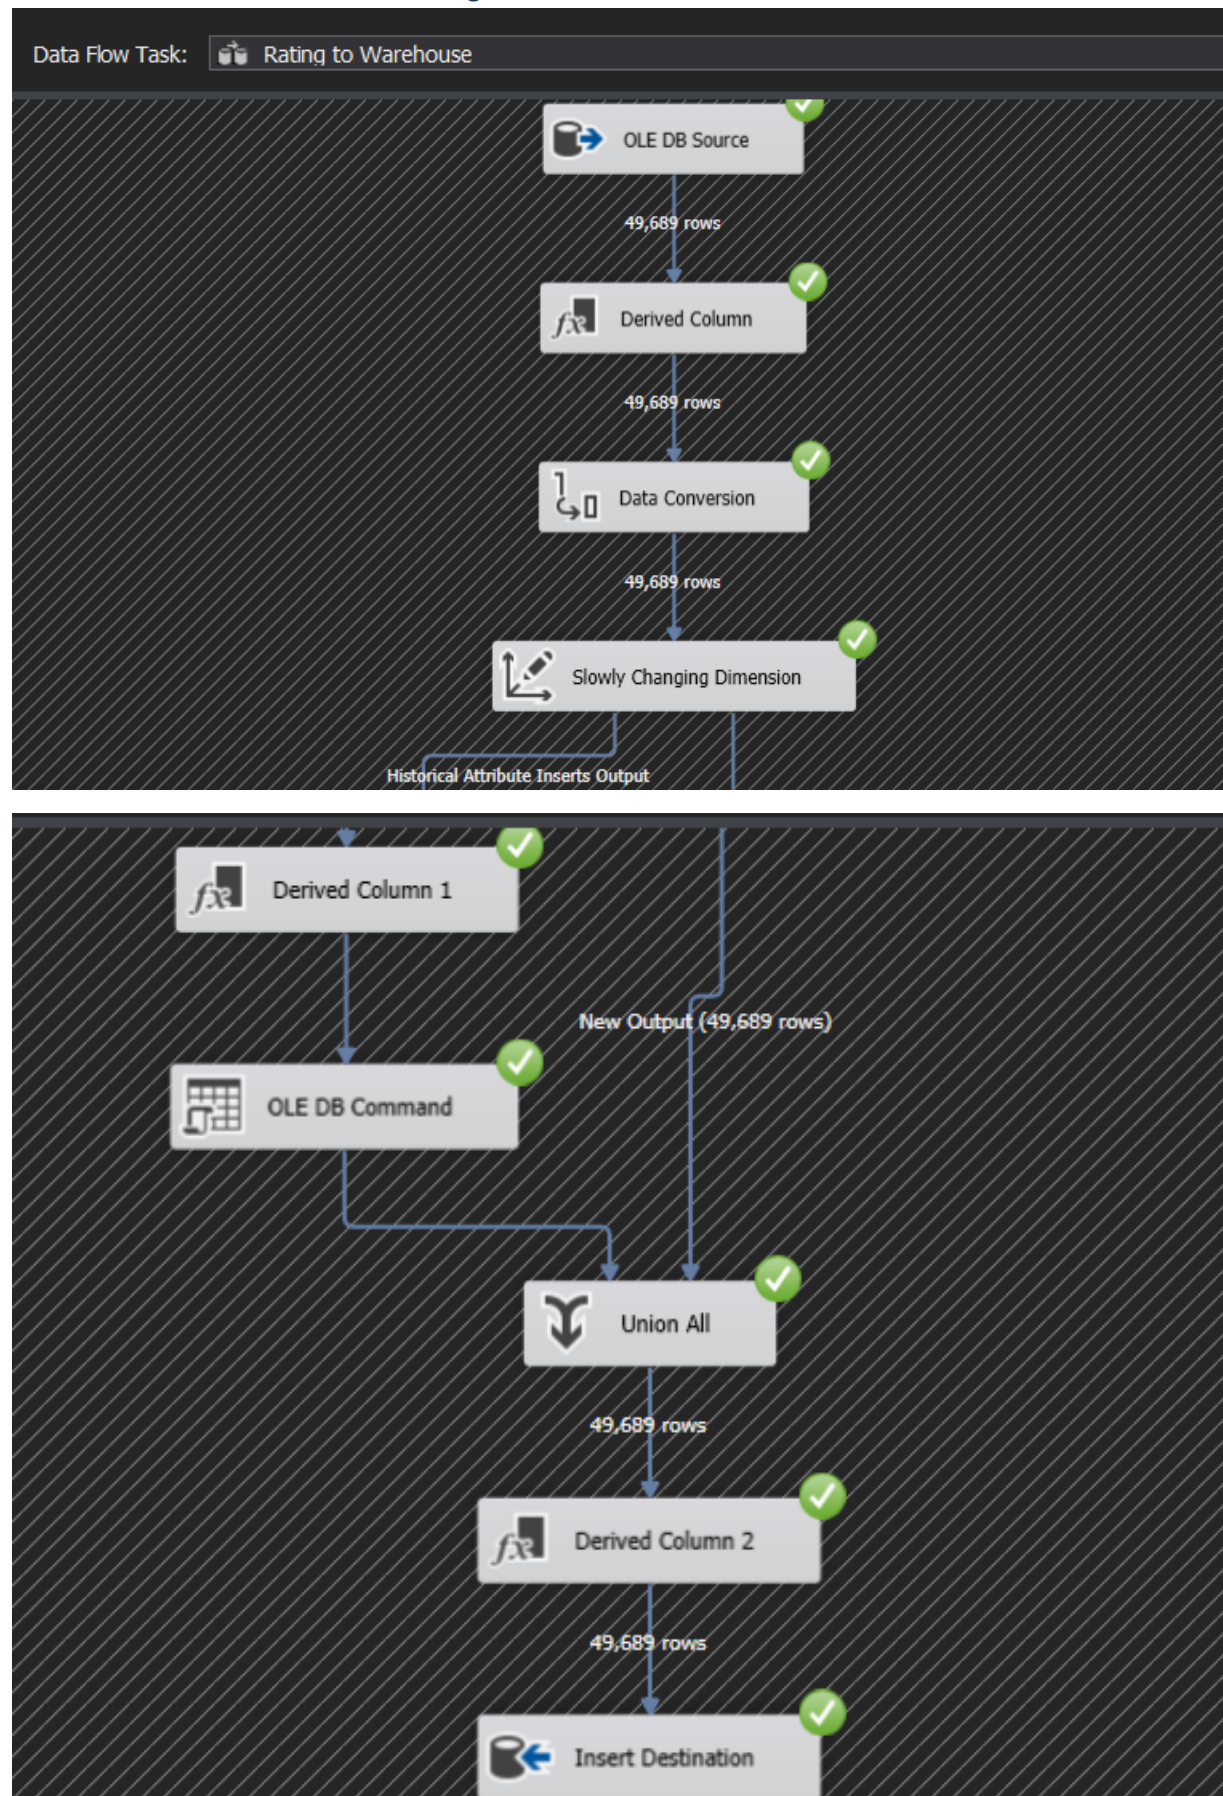 Data Flow Task: Rating to Warehouse
OLE DB Source
49,689 rows
Derived Column
49,689 rows
Data Conversion
49,689 rows
Slowly Changing Dimension
Historical Attribute Inserts Output
Derived Column 1
New Output (49,689 rows)
OLE DB Command
Union All
49,689 rows
Derived Column 2
49,689 rows
Insert Destination